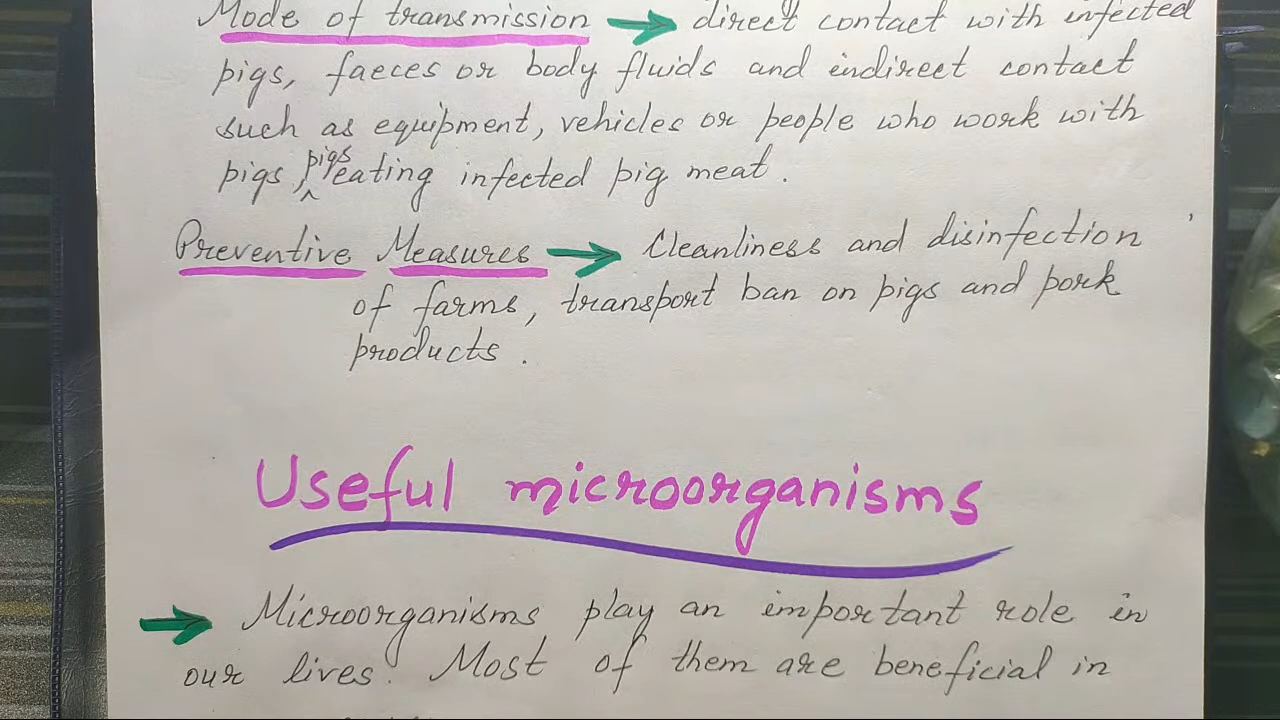 Mode of transmission → direct contact with infected
pigs, faeces or body fluids and indirect contact
such as equipment, vehicles or people who work with
pigs, pigs eating infected pig meat.
Preventive Measures → Cleanliness and disinfection
of farms, transport ban on pigs and pork
products.
Useful microorganisms
→ Microorganisms play an important role in
our lives. Most of them are beneficial in